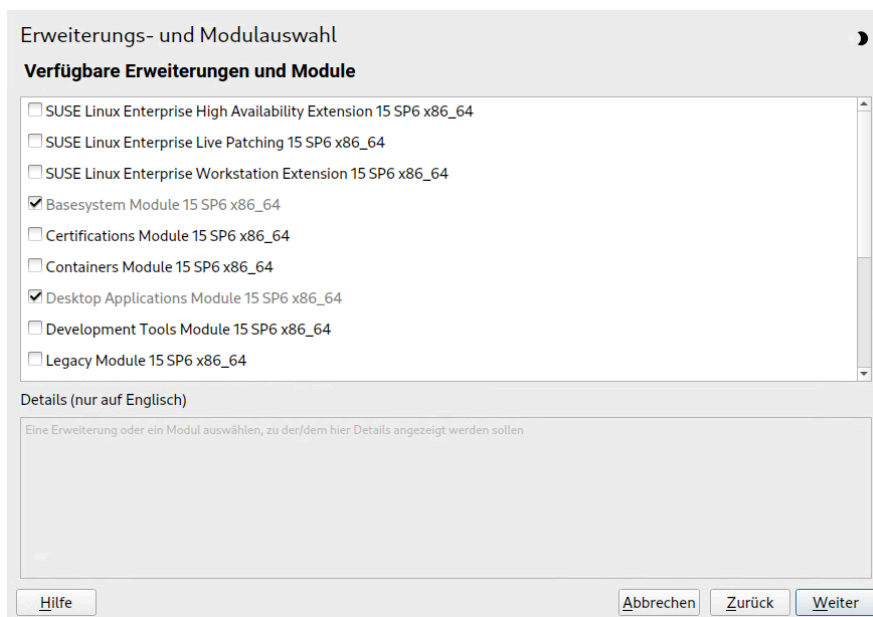 Erweiterungs- und Modulauswahl
Verfügbare Erweiterungen und Module
SUSE Linux Enterprise High Availability Extension 15 SP6 x86_64
SUSE Linux Enterprise Live Patching 15 SP6 x86_64
SUSE Linux Enterprise Workstation Extension 15 SP6 x86_64
Basesystem Module 15 SP6 x86_64
Certifications Module 15 SP6 x86_64
Containers Module 15 SP6 x86_64
Desktop Applications Module 15 SP6 x86_64
Development Tools Module 15 SP6 x86_64
Legacy Module 15 SP6 x86_64
Details (nur auf Englisch)
Eine Erweiterung oder ein Modul auswählen, zu der/dem hier Details angezeigt werden sollen
Hilfe Abbrechen Zurück Weiter